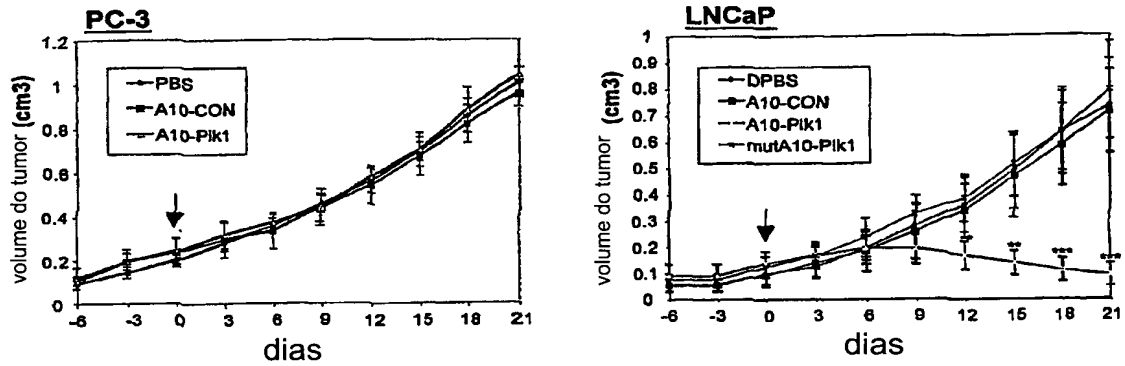 PC-3
1.2
1
0.8
0.6
0.4
0.2
0
volume do tumor (cm3)
PBS
A10-CON
A10-Plk1
-6 -3 0 3 6 9 12 15 18 21
dias
LNCaP
1
0.9
0.8
0.7
0.6
0.5
0.4
0.3
0.2
0.1
0
volume do tumor (cm3)
DPBS
A10-CON
A10-Plk1
mutA10-Plk1
*
**
***
***
-6 -3 0 3 6 9 12 15 18 21
dias